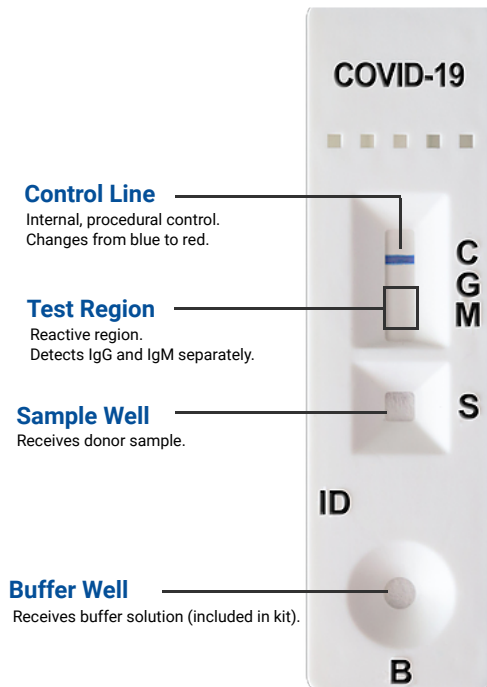 COVID-19
Control Line
Internal, procedural control.
Changes from blue to red.
C
G
M
Test Region
Reactive region.
Detects IgG and IgM separately.
Sample Well
Receives donor sample.
S
ID
Buffer Well
Receives buffer solution (included in kit).
B